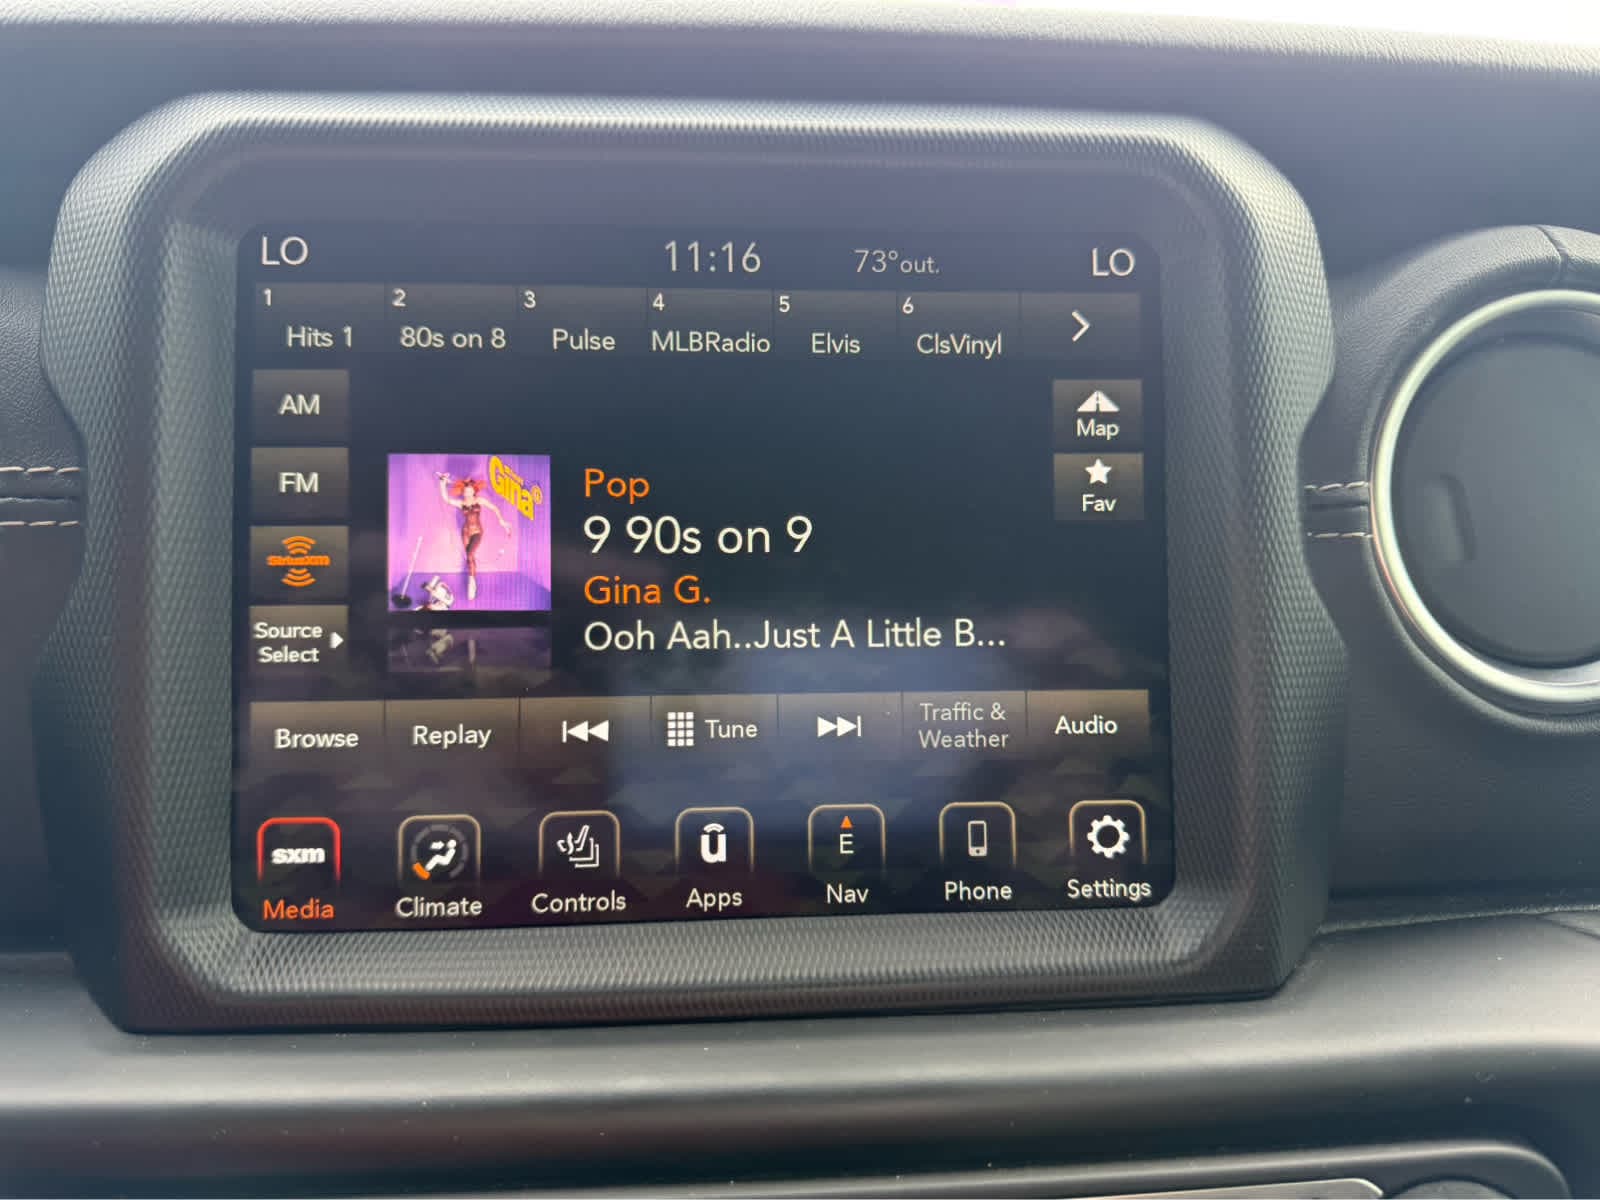 LO
11:16
73°out.
LO
1
Hits 1
2
80s on 8
3
Pulse
4
MLBRadio
5
Elvis
6
ClsVinyl
AM
FM
siriusxm
Source
Select
Map
Fav
Gina G
Pop
9 90s on 9
Gina G.
Ooh Aah..Just A Little B...
Browse
Replay
Tune
Traffic &
Weather
Audio
sxm
Media
Climate
Controls
ū
Apps
E
Nav
Phone
Settings